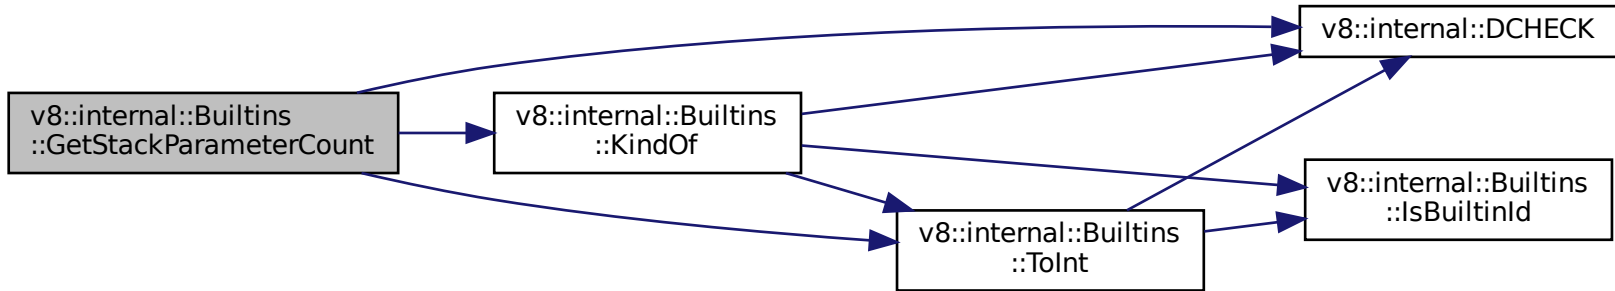 v8::internal::DCHECK
v8::internal::Builtins
::GetStackParameterCount
v8::internal::Builtins
::KindOf
v8::internal::Builtins
::IsBuiltinId
v8::internal::Builtins
::ToInt